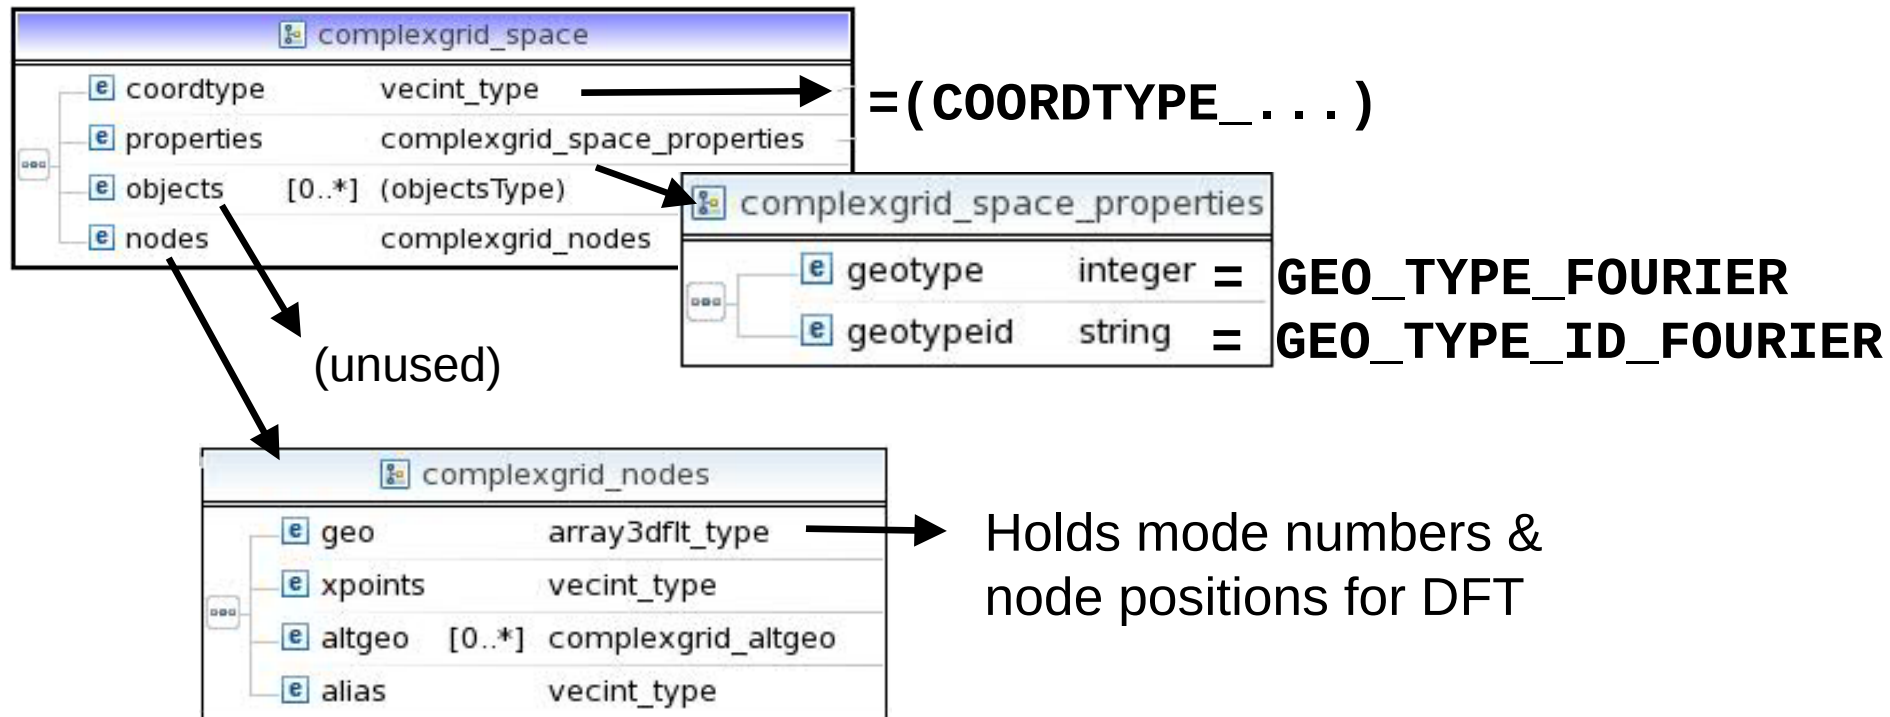 complexgrid_space
coordtype vecint_type =(COORDTYPE_...)
properties complexgrid_space_properties
objects [0..*] (objectsType)
nodes complexgrid_nodes
complexgrid_space_properties
geotype integer = GEO_TYPE_FOURIER
geotypeid string = GEO_TYPE_ID_FOURIER
(unused)
complexgrid_nodes
geo array3dflt_type
xpoints vecint_type
altgeo [0..*] complexgrid_altgeo
alias vecint_type
Holds mode numbers &
node positions for DFT